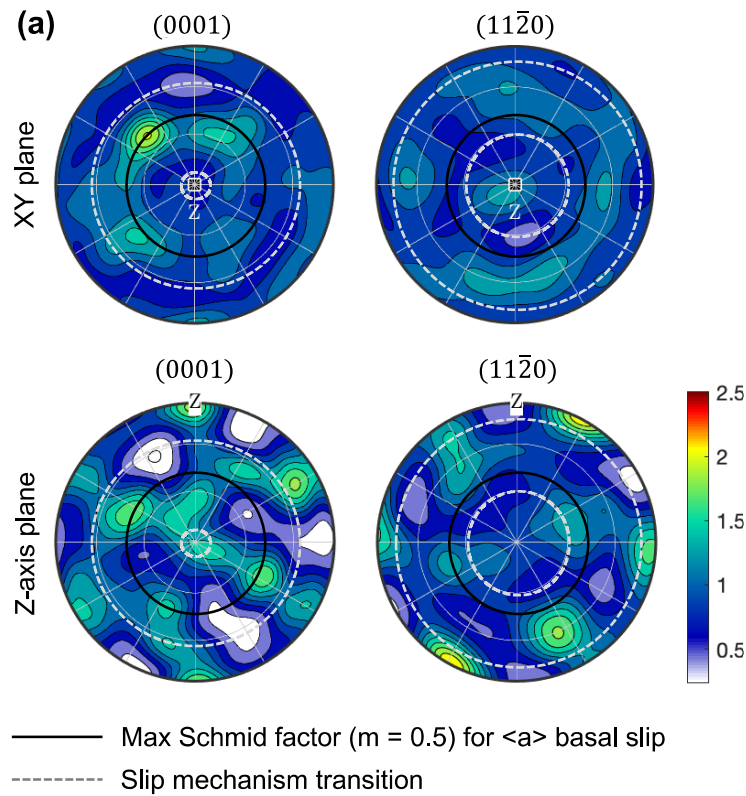 (a)
(0001) (112̅0)
XY plane
Z Z
(0001) (112̅0)
Z Z
Z-axis plane
2.5
2
1.5
1
0.5
Max Schmid factor (m = 0.5) for <a> basal slip
Slip mechanism transition